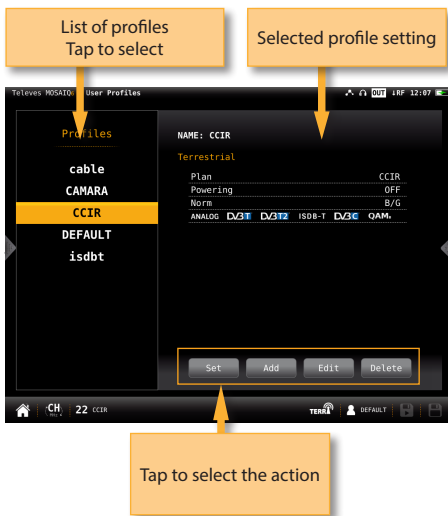 List of profiles
Tap to select
Selected profile setting
Televes MOSAIQ6 User Profiles
OUT ↓RF 12:07
Profiles
cable
CAMARA
CCIR
DEFAULT
isdbt
NAME: CCIR
Terrestrial
Plan CCIR
Powering OFF
Norm B/G
ANALOG DVB T DVB T2 ISDB-T DVB C QAM
Set Add Edit Delete
CH 22 CCIR
TERR DEFAULT
Tap to select the action